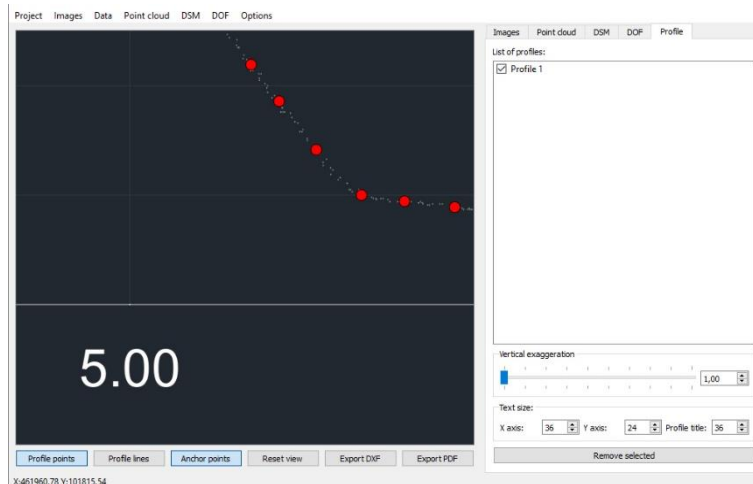 Project Images Data Point cloud DSM DOF Options
Images Point cloud DSM DOF Profile
List of profiles:
Profile 1
5.00
Vertical exaggeration
1,00
Text size:
X axis: 36 Y axis: 24 Profile title: 36
Profile points Profile lines Anchor points Reset view Export DXF Export PDF
Remove selected
X:461960.78 Y:101815.54